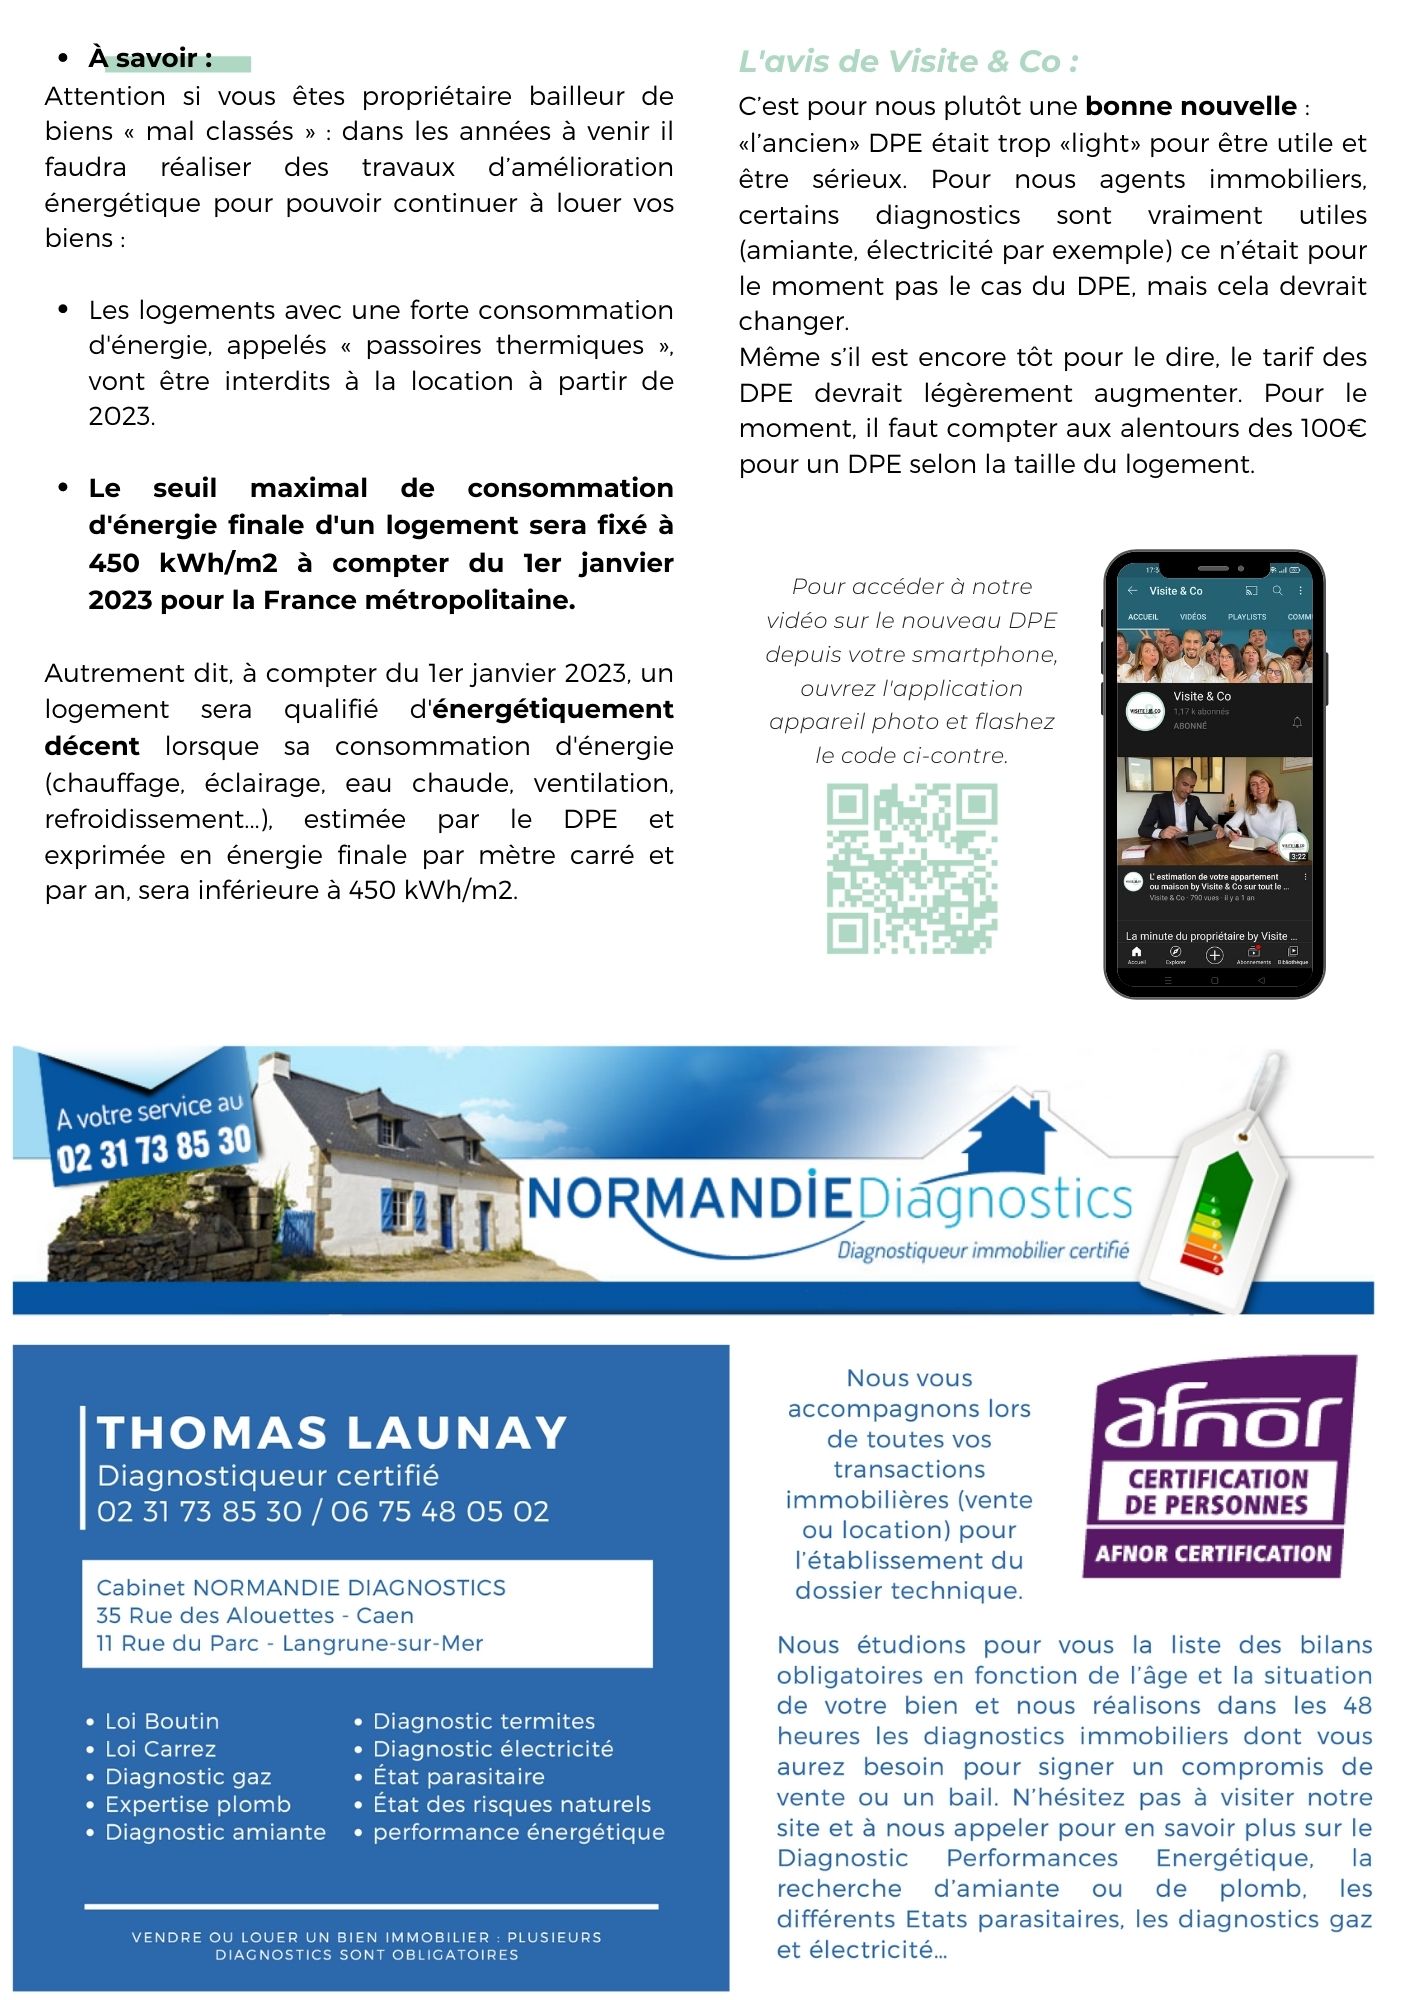 • À savoir :
Attention si vous êtes propriétaire bailleur de
biens « mal classés » : dans les années à venir il
faudra réaliser des travaux d’amélioration
énergétique pour pouvoir continuer à louer vos
biens :
• Les logements avec une forte consommation
d'énergie, appelés « passoires thermiques »,
vont être interdits à la location à partir de
2023.
• Le seuil maximal de consommation
d'énergie finale d'un logement sera fixé à
450 kWh/m2 à compter du 1er janvier
2023 pour la France métropolitaine.
Autrement dit, à compter du 1er janvier 2023, un
logement sera qualifié d'énergétiquement
décent lorsque sa consommation d'énergie
(chauffage, éclairage, eau chaude, ventilation,
refroidissement...), estimée par le DPE et
exprimée en énergie finale par mètre carré et
par an, sera inférieure à 450 kWh/m2.
L'avis de Visite & Co :
C’est pour nous plutôt une bonne nouvelle :
«l’ancien» DPE était trop «light» pour être utile et
être sérieux. Pour nous agents immobiliers,
certains diagnostics sont vraiment utiles
(amiante, électricité par exemple) ce n’était pour
le moment pas le cas du DPE, mais cela devrait
changer.
Même s’il est encore tôt pour le dire, le tarif des
DPE devrait légèrement augmenter. Pour le
moment, il faut compter aux alentours des 100€
pour un DPE selon la taille du logement.
Pour accéder à notre
vidéo sur le nouveau DPE
depuis votre smartphone,
ouvrez l'application
appareil photo et flashez
le code ci-contre.
Visite & Co
ACCUEIL VIDÉOS PLAYLISTS COMM
VISITE & CO
Visite & Co
1,17 k abonnés
ABONNÉ
3:22
L' estimation de votre appartement
ou maison by Visite & Co sur tout le ...
Visite & Co · 790 vues · il y a 1 an
La minute du propriétaire by Visite ...
Accueil Explorer Abonnements Bibliothèque
A votre service au
02 31 73 85 30
NORMANDIE Diagnostics
Diagnostiqueur immobilier certifié
THOMAS LAUNAY
Diagnostiqueur certifié
02 31 73 85 30 / 06 75 48 05 02
Cabinet NORMANDIE DIAGNOSTICS
35 Rue des Alouettes - Caen
11 Rue du Parc - Langrune-sur-Mer
• Loi Boutin
• Loi Carrez
• Diagnostic gaz
• Expertise plomb
• Diagnostic amiante
• Diagnostic termites
• Diagnostic électricité
• État parasitaire
• État des risques naturels
• performance énergétique
VENDRE OU LOUER UN BIEN IMMOBILIER : PLUSIEURS
DIAGNOSTICS SONT OBLIGATOIRES
Nous vous
accompagnons lors
de toutes vos
transactions
immobilières (vente
ou location) pour
l’établissement du
dossier technique.
afnor
CERTIFICATION
DE PERSONNES
AFNOR CERTIFICATION
Nous étudions pour vous la liste des bilans
obligatoires en fonction de l’âge et la situation
de votre bien et nous réalisons dans les 48
heures les diagnostics immobiliers dont vous
aurez besoin pour signer un compromis de
vente ou un bail. N’hésitez pas à visiter notre
site et à nous appeler pour en savoir plus sur le
Diagnostic Performances Energétique, la
recherche d’amiante ou de plomb, les
différents Etats parasitaires, les diagnostics gaz
et électricité...